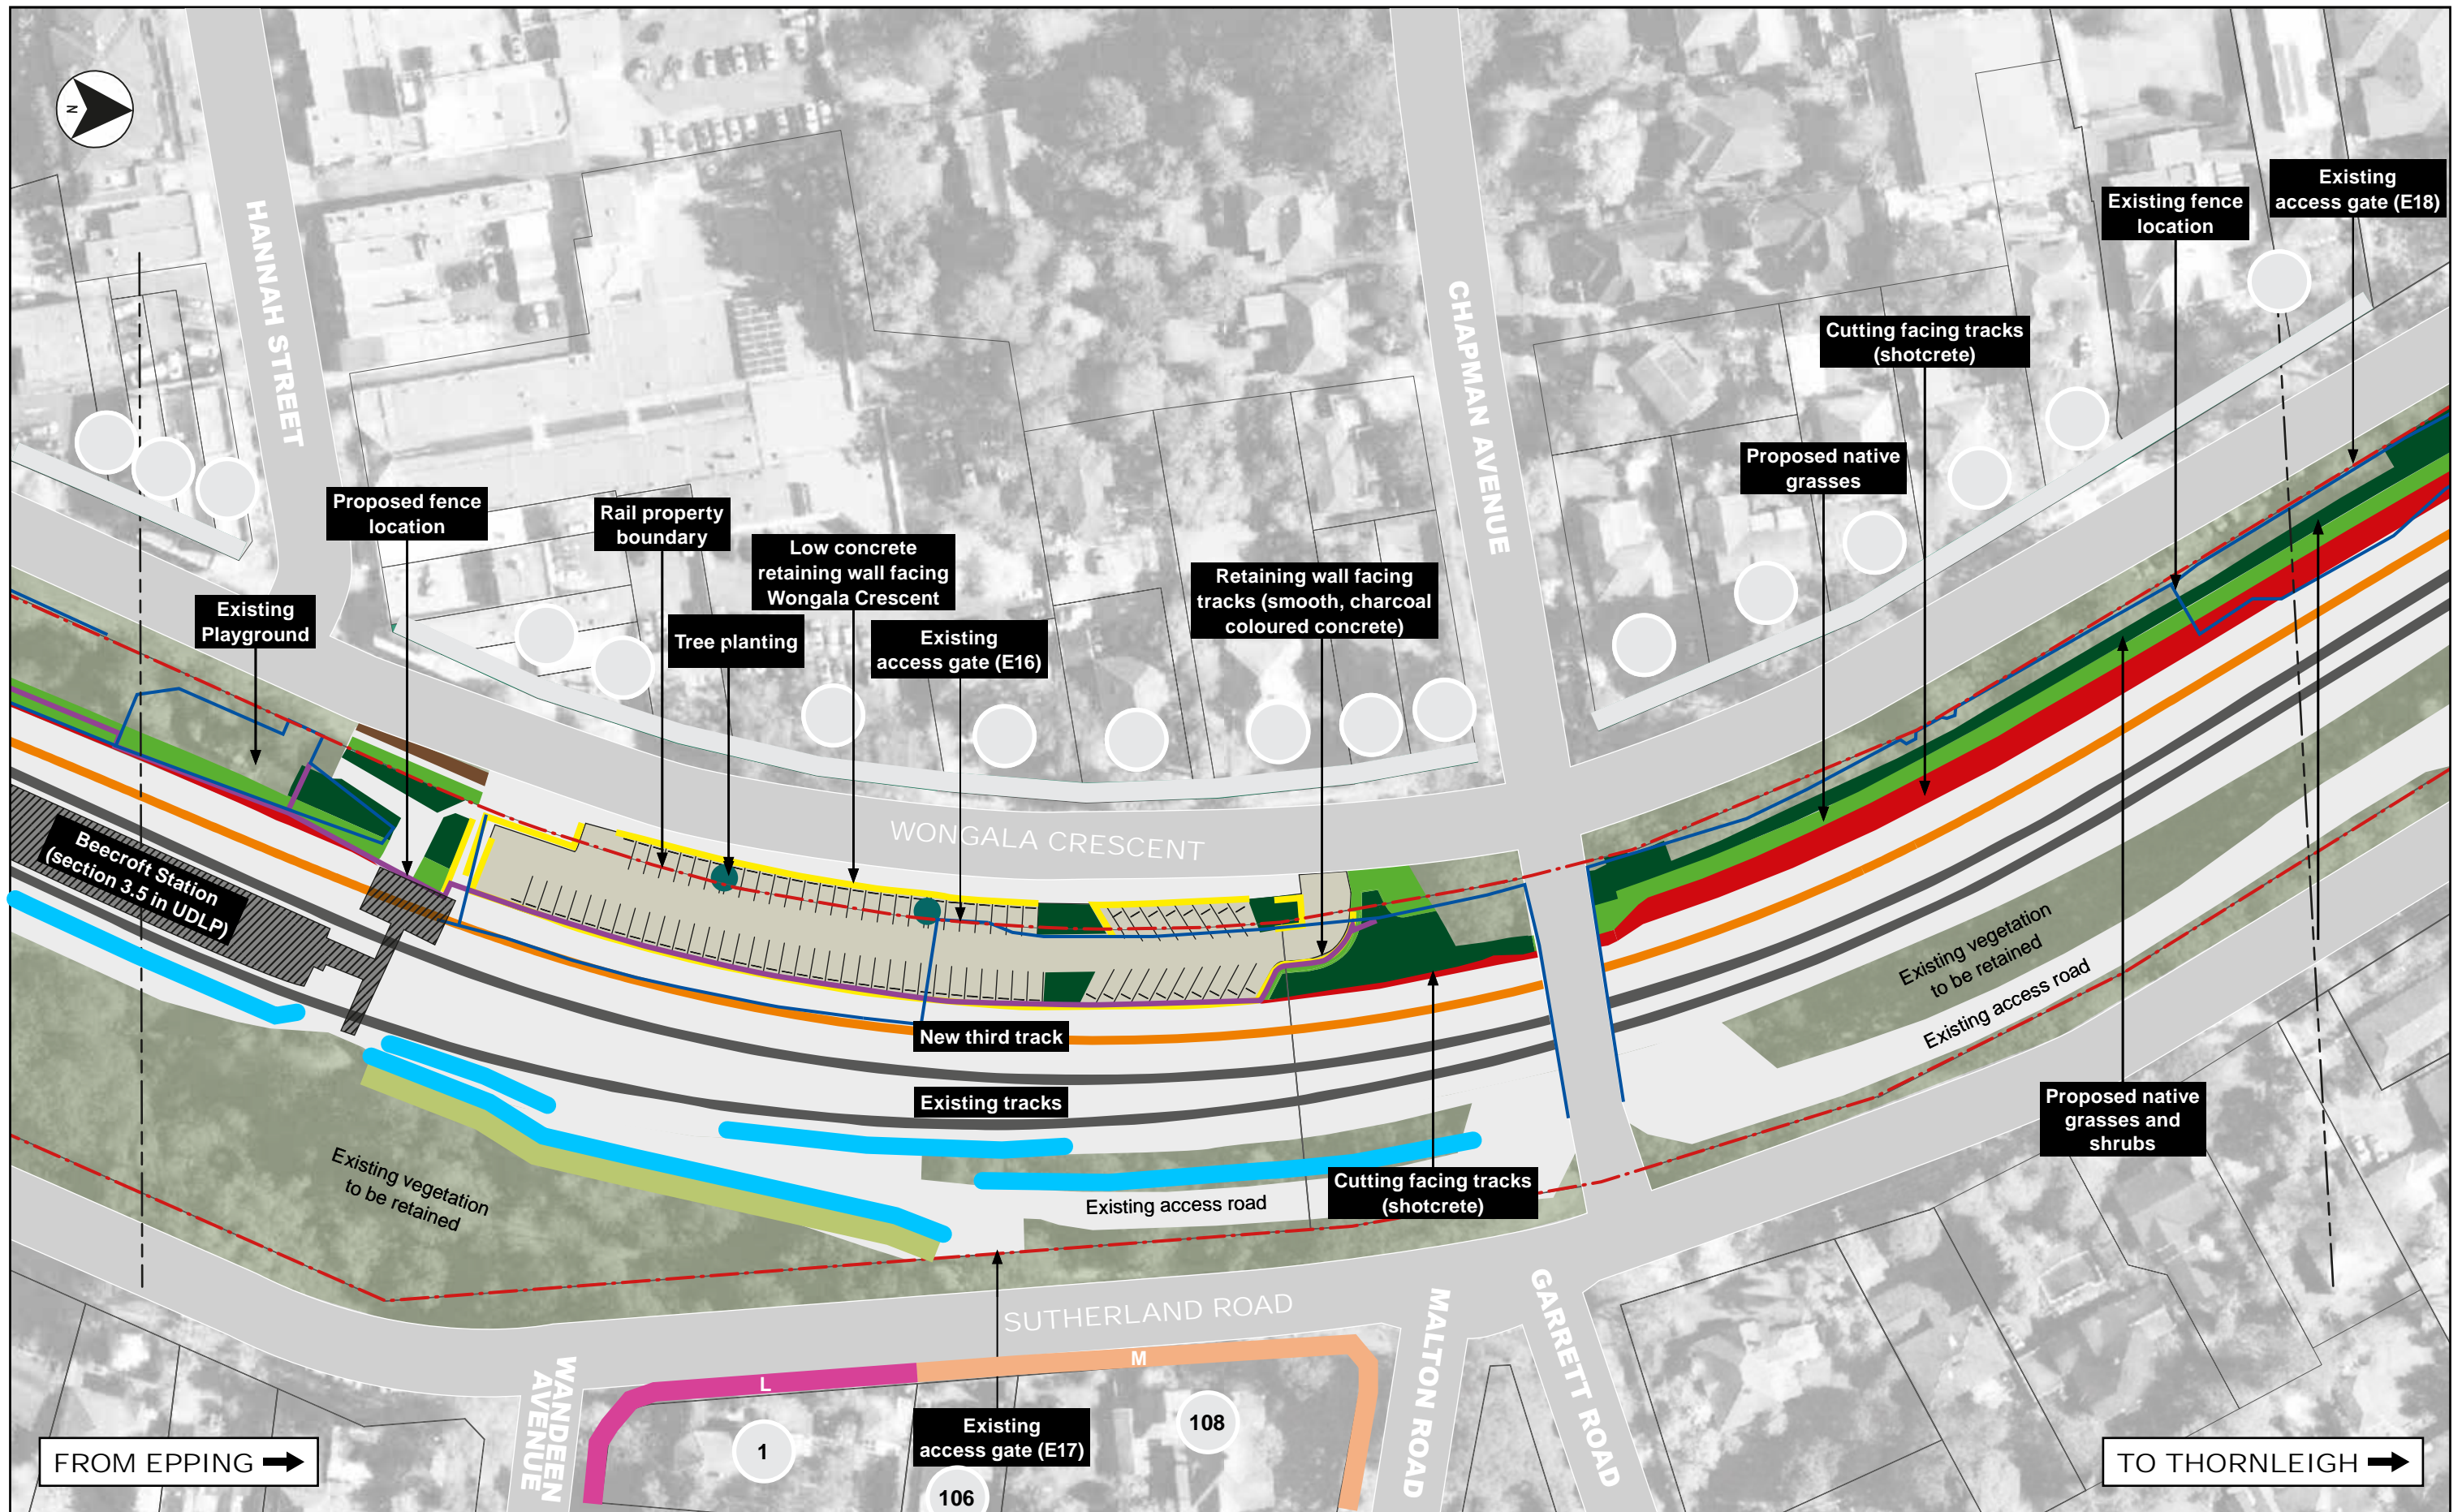 N
HANNAH STREET
CHAPMAN AVENUE
Existing
access gate (E18)
Existing fence
location
Cutting facing tracks
(shotcrete)
Proposed native
grasses
Proposed fence
location
Rail property
boundary
Low concrete
retaining wall facing
Wongala Crescent
Retaining wall facing
tracks (smooth, charcoal
coloured concrete)
Existing
Playground
Tree planting
Existing
access gate (E16)
WONGALA CRESCENT
Beecroft Station
(section 3.5 in UDLP)
New third track
Existing tracks
Existing vegetation
to be retained
Existing access road
Existing vegetation
to be retained
Existing access road
Cutting facing tracks
(shotcrete)
Proposed native
grasses and
shrubs
SUTHERLAND ROAD
WANDEEN
AVENUE
MALTON ROAD
GARRETT ROAD
L
M
1
106
108
Existing
access gate (E17)
FROM EPPING
TO THORNLEIGH